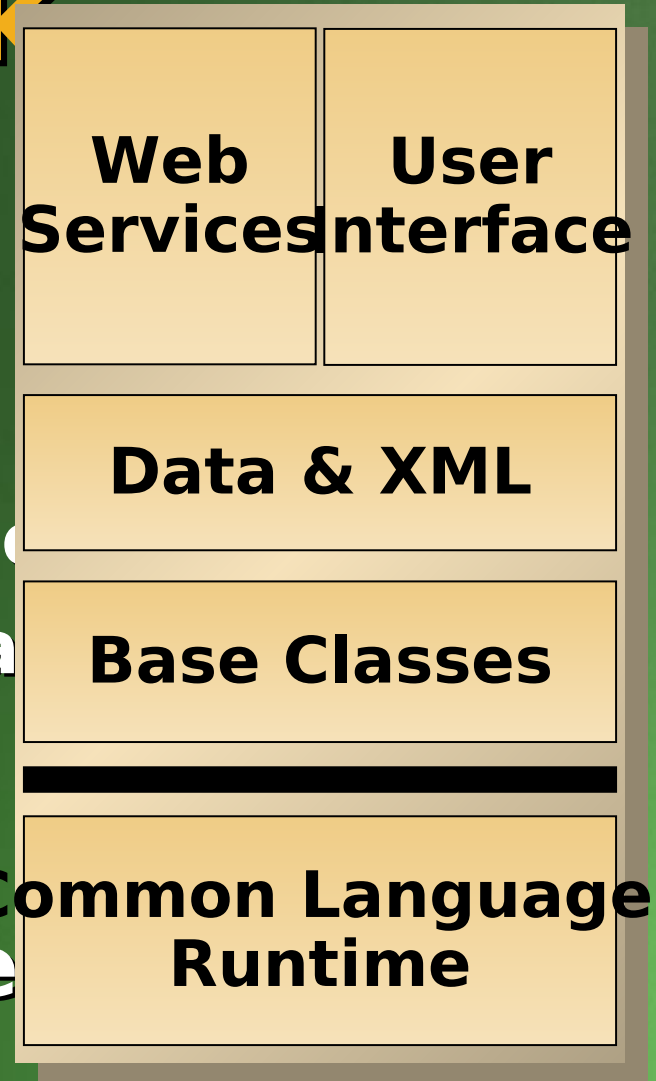 Web
Services
User
Interface
Data & XML
Base Classes
Common Language
Runtime